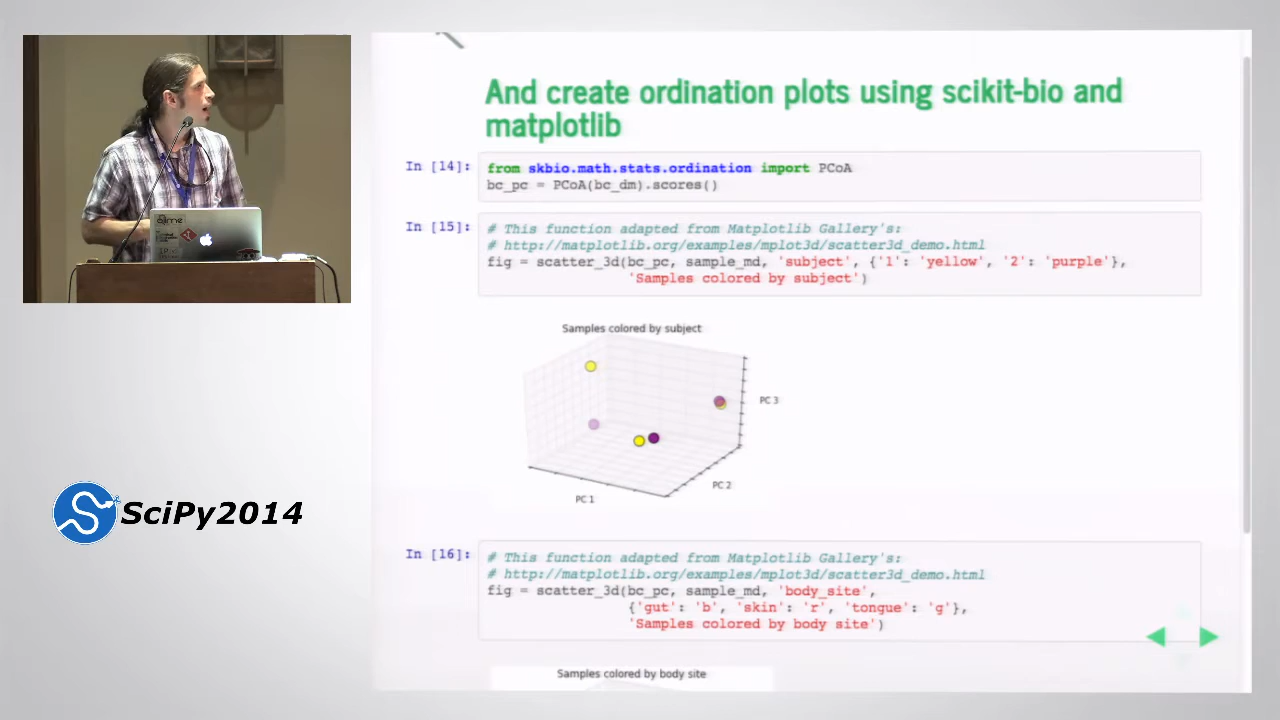 And create ordination plots using scikit-bio and
matplotlib
In [14]:
from skbio.math.stats.ordination import PCoA
bc_pc = PCoA(bc_dm).scores()
In [15]:
# This function adapted from Matplotlib Gallery's:
# http://matplotlib.org/examples/mplot3d/scatter3d_demo.html
fig = scatter_3d(bc_pc, sample_md, 'subject', {'1': 'yellow', '2': 'purple'},
'Samples colored by subject')
Samples colored by subject
PC 3
PC 2
PC 1
In [16]:
# This function adapted from Matplotlib Gallery's:
# http://matplotlib.org/examples/mplot3d/scatter3d_demo.html
fig = scatter_3d(bc_pc, sample_md, 'body_site',
{'gut': 'b', 'skin': 'r', 'tongue': 'g'},
'Samples colored by body site')
Samples colored by body site
SciPy2014